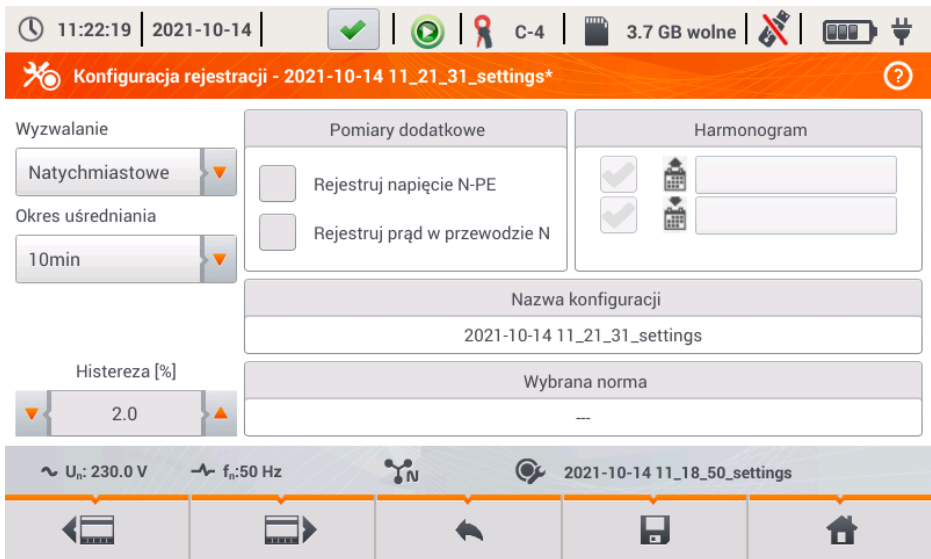 11:22:19 2021-10-14 C-4 3.7 GB wolne
Konfiguracja rejestracji - 2021-10-14 11_21_31_settings* ?
Wyzwalanie
Natychmiastowe
Okres uśredniania
10min
Histereza [%]
2.0
Pomiary dodatkowe
Rejestruj napięcie N-PE
Rejestruj prąd w przewodzie N
Harmonogram
Nazwa konfiguracji
2021-10-14 11_21_31_settings
Wybrana norma
---
Un: 230.0 V fn:50 Hz N 2021-10-14 11_18_50_settings